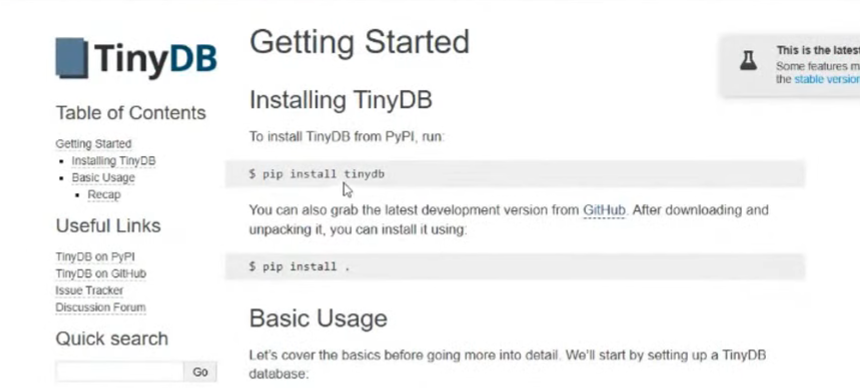 TinyDB
Table of Contents
Getting Started
Installing TinyDB
Basic Usage
Recap
Useful Links
TinyDB on PyPI
TinyDB on GitHub
Issue Tracker
Discussion Forum
Quick search
Go
Getting Started
Installing TinyDB
To install TinyDB from PyPI, run:
$ pip install tinydb
You can also grab the latest development version from GitHub. After downloading and
unpacking it, you can install it using:
$ pip install .
Basic Usage
Let's cover the basics before going more into detail. We'll start by setting up a TinyDB
database:
This is the latest
Some features m
the stable version